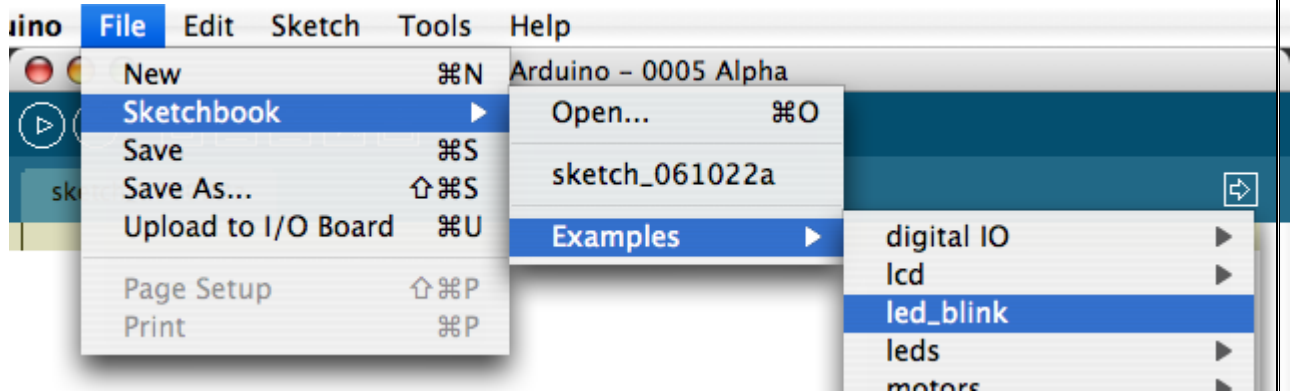 File Edit Sketch Tools Help
Arduino – 0005 Alpha
New ⌘N
Sketchbook
Save ⌘S
Save As... ⇧⌘S
Upload to I/O Board ⌘U
Page Setup ⇧⌘P
Print ⌘P
Open... ⌘O
sketch_061022a
Examples
digital IO
lcd
led_blink
leds
motors